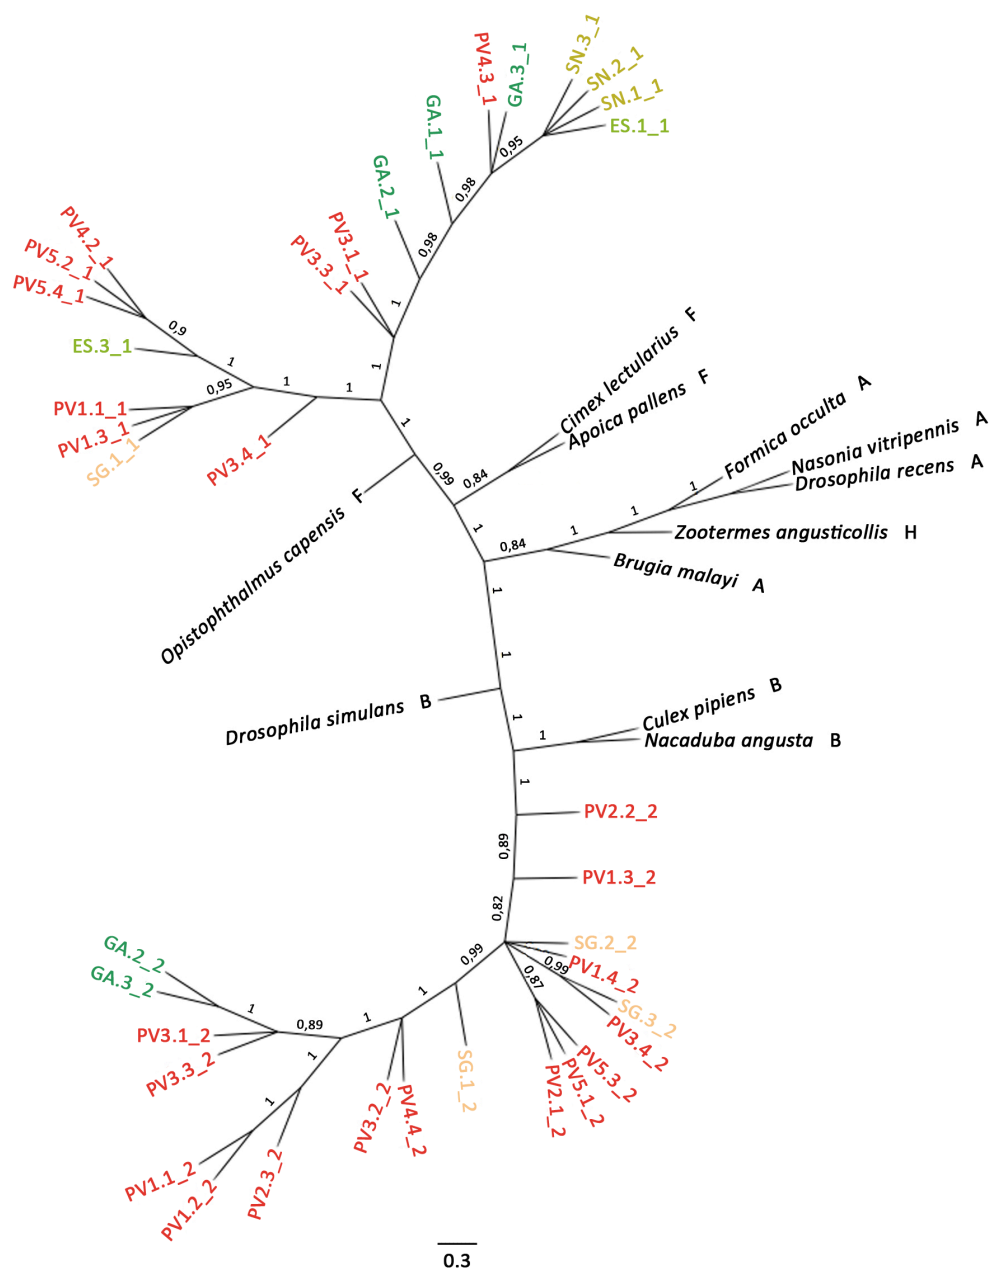 SN.3_1
SN.2_1
SN.1_1
ES.1_1
PV4.3_1
GA.3_1
0,95
GA.1_1
0,98
GA.2_1
0,98
PV3.1_1
PV3.3_1
1
1
PV4.2_1
PV5.2_1
PV5.4_1
0,9
ES.3_1
1
0,95
1
1
PV1.1_1
PV1.3_1
SG.1_1
PV3.4_1
1
Cimex lectularius F
Apoica pallens F
0,84
0,99
Opistophthalmus capensis F
Formica occulta A
Nasonia vitripennis A
Drosophila recens A
1
1
1
Zootermes angusticollis H
Brugia malayi A
0,84
1
1
1
Drosophila simulans B
1
Culex pipiens B
Nacaduba angusta B
1
1
PV2.2_2
0,89
PV1.3_2
0,82
SG.2_2
PV1.4_2
0,99
SG.3_2
PV3.4_2
0,87
PV5.3_2
PV5.1_2
PV2.1_2
0,99
SG.1_2
1
PV4.4_2
PV3.2_2
1
0,89
GA.2_2
GA.3_2
1
PV3.1_2
PV3.3_2
1
1
PV1.1_2
PV1.2_2
PV2.3_2
0.3